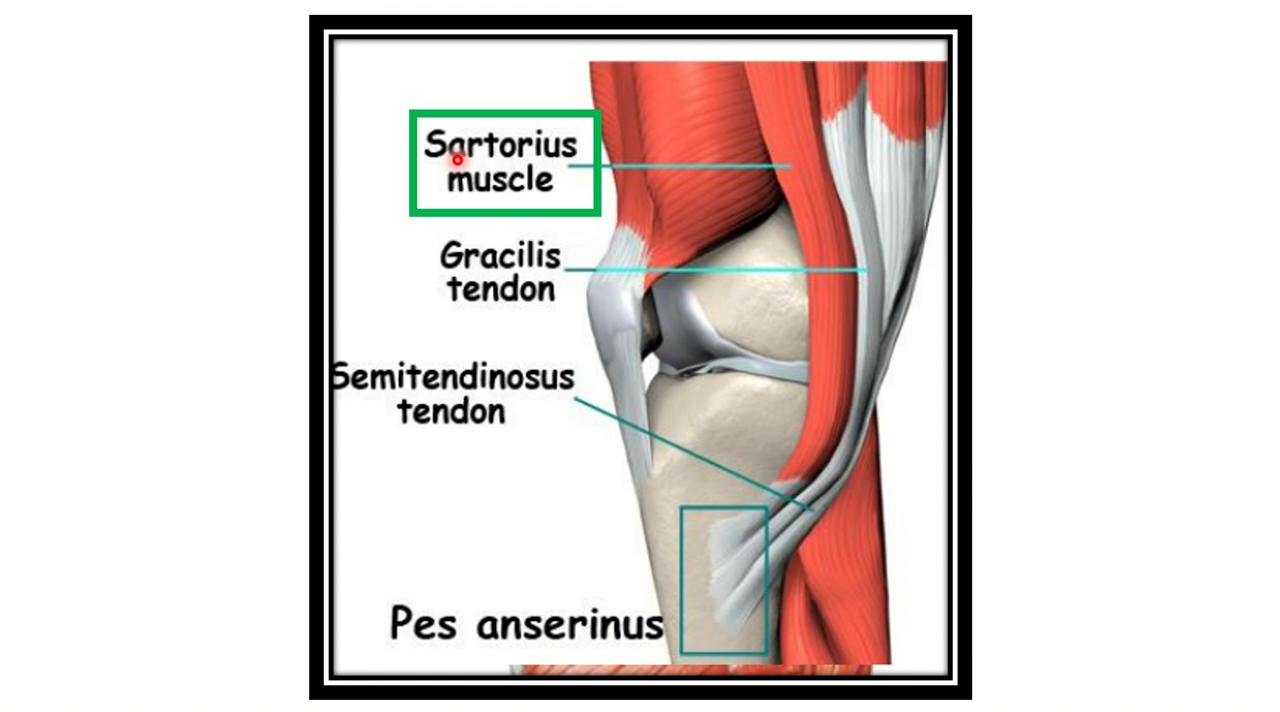 Sartorius
muscle
Gracilis
tendon
Semitendinosus
tendon
Pes anserinus